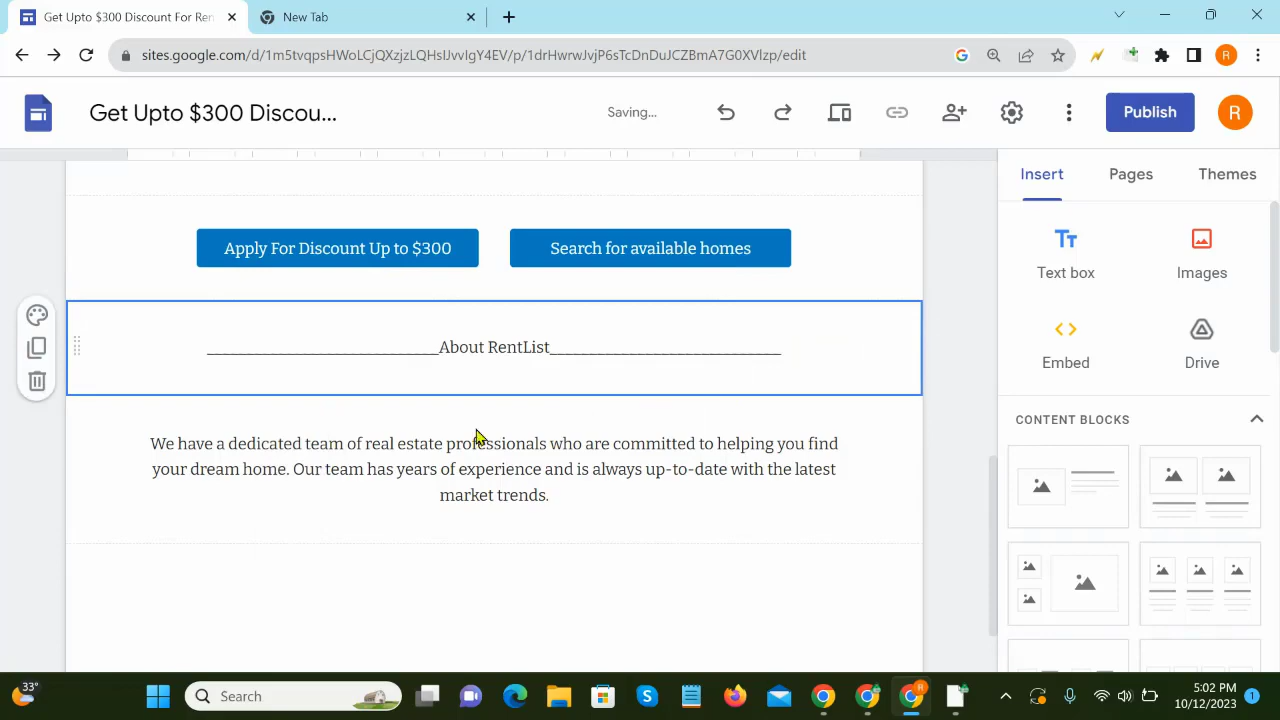 Get Upto $300 Discount For Ren
New Tab
sites.google.com/d/1m5tvqpsHWoLCjQXzjzLQHsIJvvIgY4EV/p/1drHwrwJvjP6sTcDnDuJCZBmA7G0XVlzp/edit
R
Get Upto $300 Discou...
Saving...
Publish
R
Insert
Pages
Themes
Apply For Discount Up to $300
Search for available homes
Text box
Images
______________________________About RentList______________________________
Embed
Drive
CONTENT BLOCKS
We have a dedicated team of real estate professionals who are committed to helping you find
your dream home. Our team has years of experience and is always up-to-date with the latest
market trends.
33°
Search
R
5:02 PM
10/12/2023
1